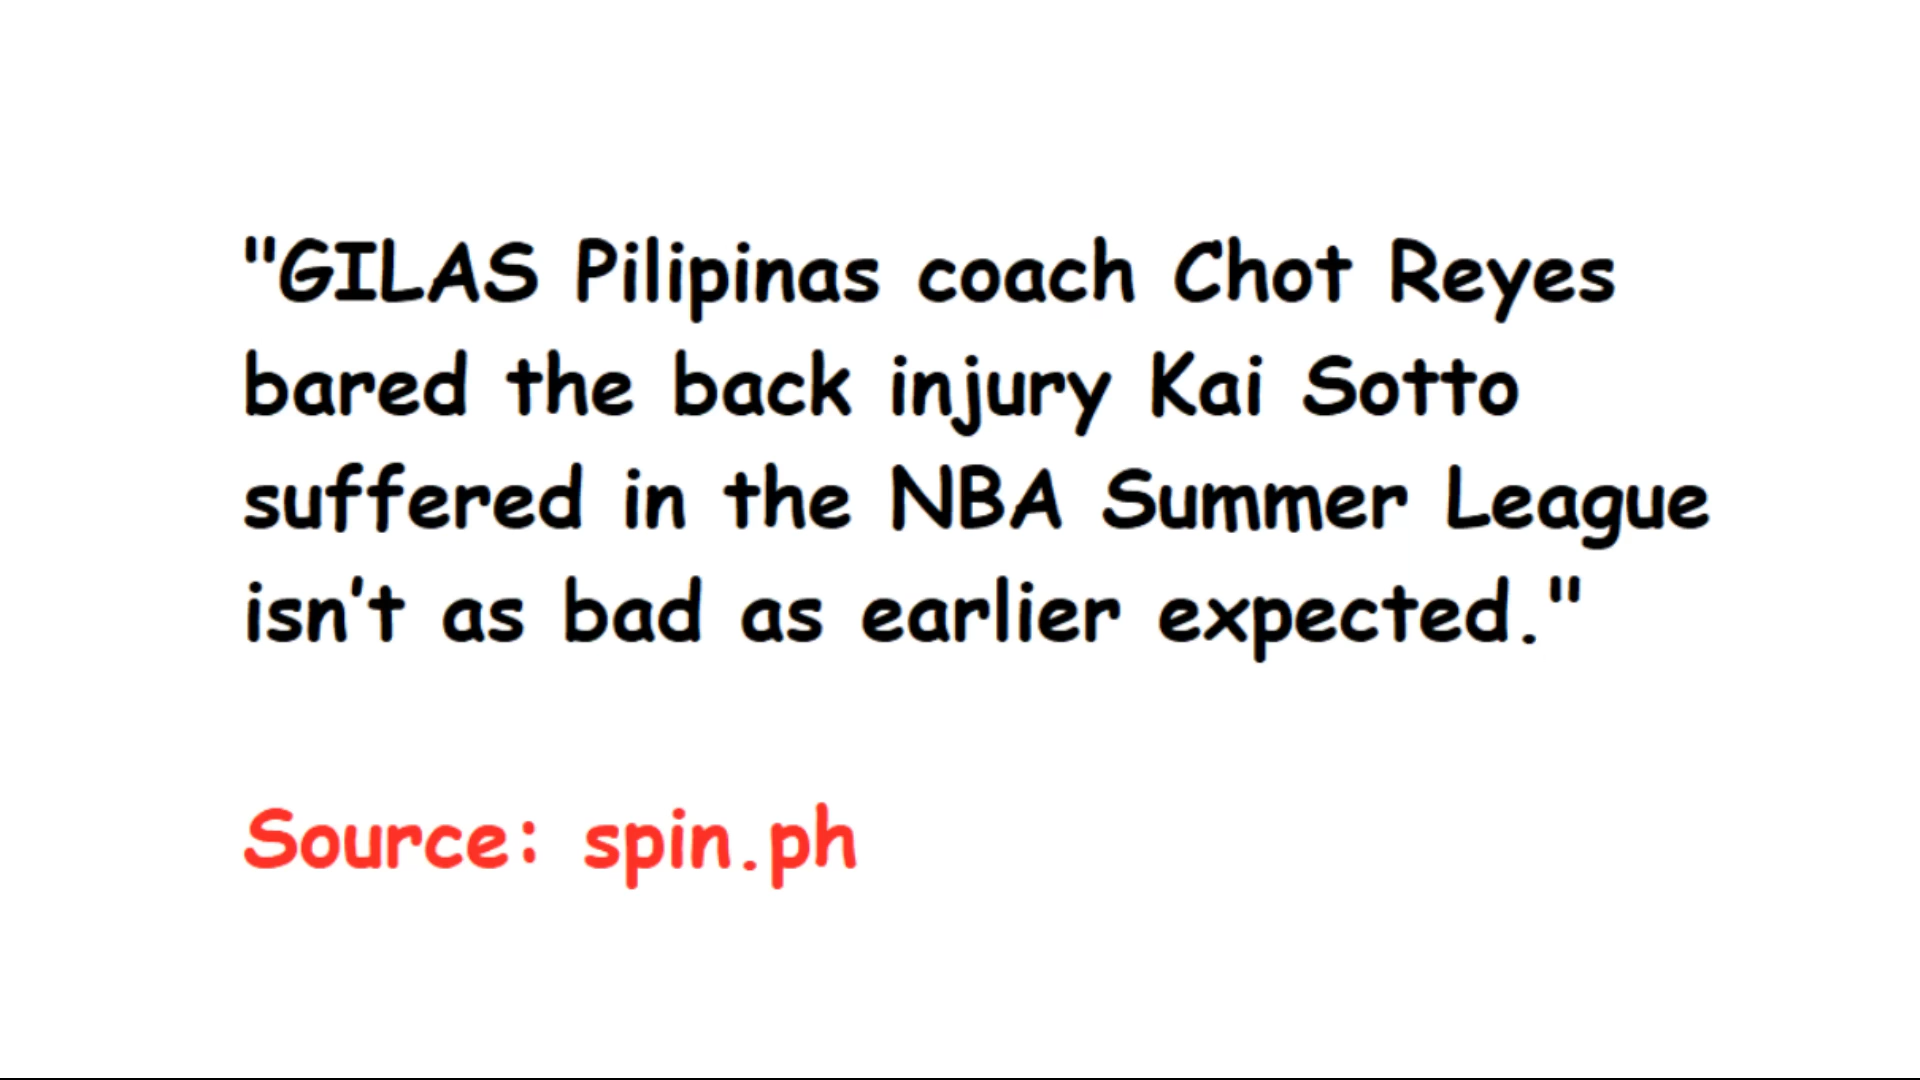 "GILAS Pilipinas coach Chot Reyes
bared the back injury Kai Sotto
suffered in the NBA Summer League
isn't as bad as earlier expected."
Source: spin.ph